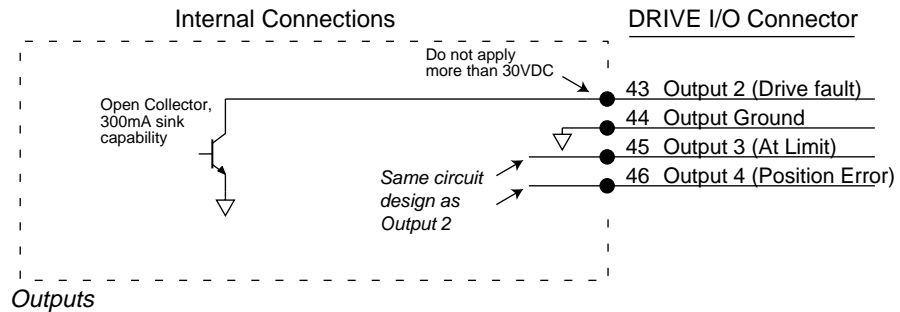 Internal Connections
DRIVE I/O Connector
Do not apply
more than 30VDC
Open Collector,
300mA sink
capability
43 Output 2 (Drive fault)
44 Output Ground
45 Output 3 (At Limit)
46 Output 4 (Position Error)
Same circuit
design as
Output 2
Outputs